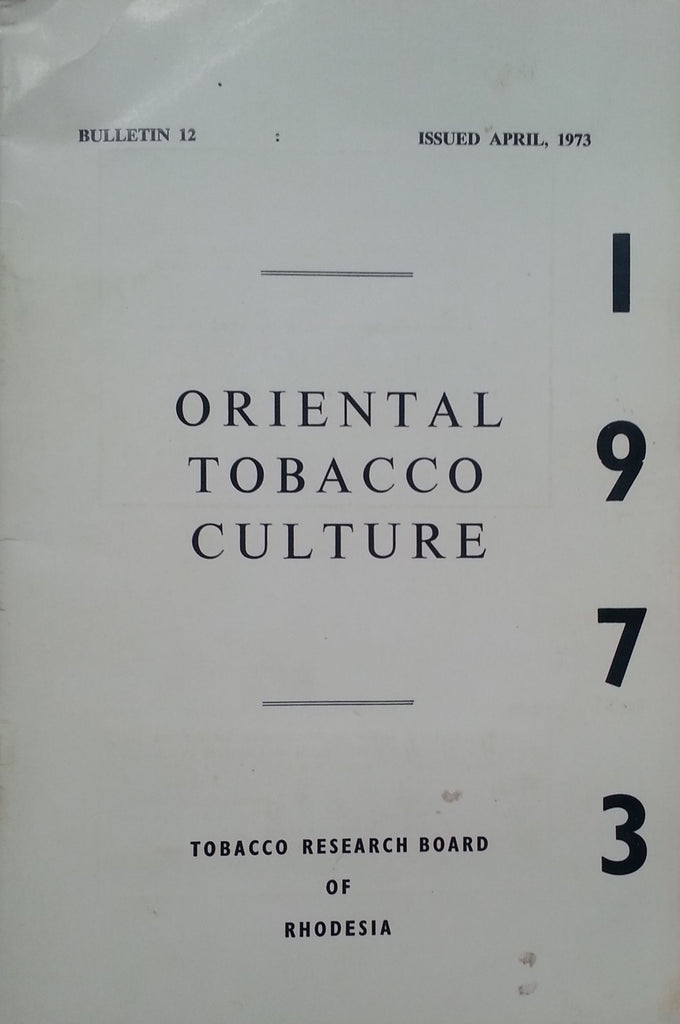 BULLETIN 12 : ISSUED APRIL, 1973
ORIENTAL
TOBACCO
CULTURE
1
9
7
3
TOBACCO RESEARCH BOARD
OF
RHODESIA